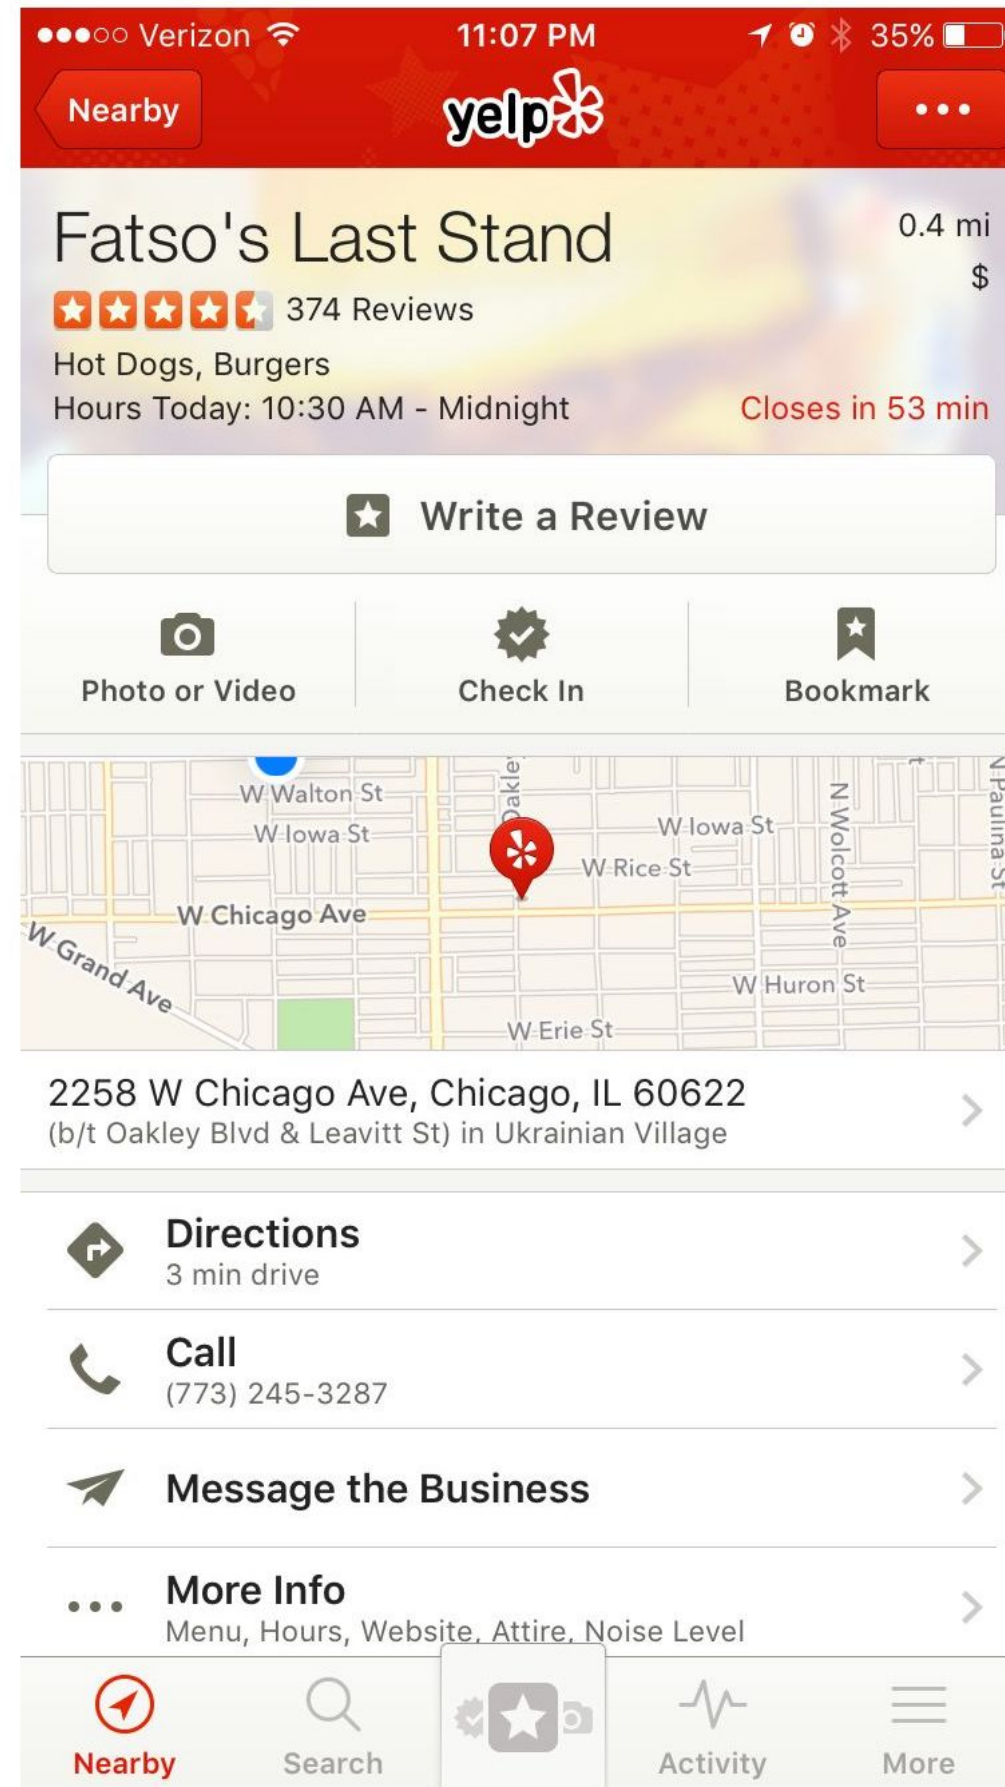 Verizon 11:07 PM 35%
Nearby yelp
Fatso's Last Stand 0.4 mi
$
374 Reviews
Hot Dogs, Burgers
Hours Today: 10:30 AM - Midnight Closes in 53 min
Write a Review
Photo or Video Check In Bookmark
W Walton St
W Iowa St
Oakley
W Iowa St
W Rice St
N Wolcott Ave
N Paulina St
W Chicago Ave
W Grand Ave
W Huron St
W Erie St
2258 W Chicago Ave, Chicago, IL 60622
(b/t Oakley Blvd & Leavitt St) in Ukrainian Village
Directions
3 min drive
Call
(773) 245-3287
Message the Business
More Info
Menu, Hours, Website, Attire, Noise Level
Nearby Search Activity More